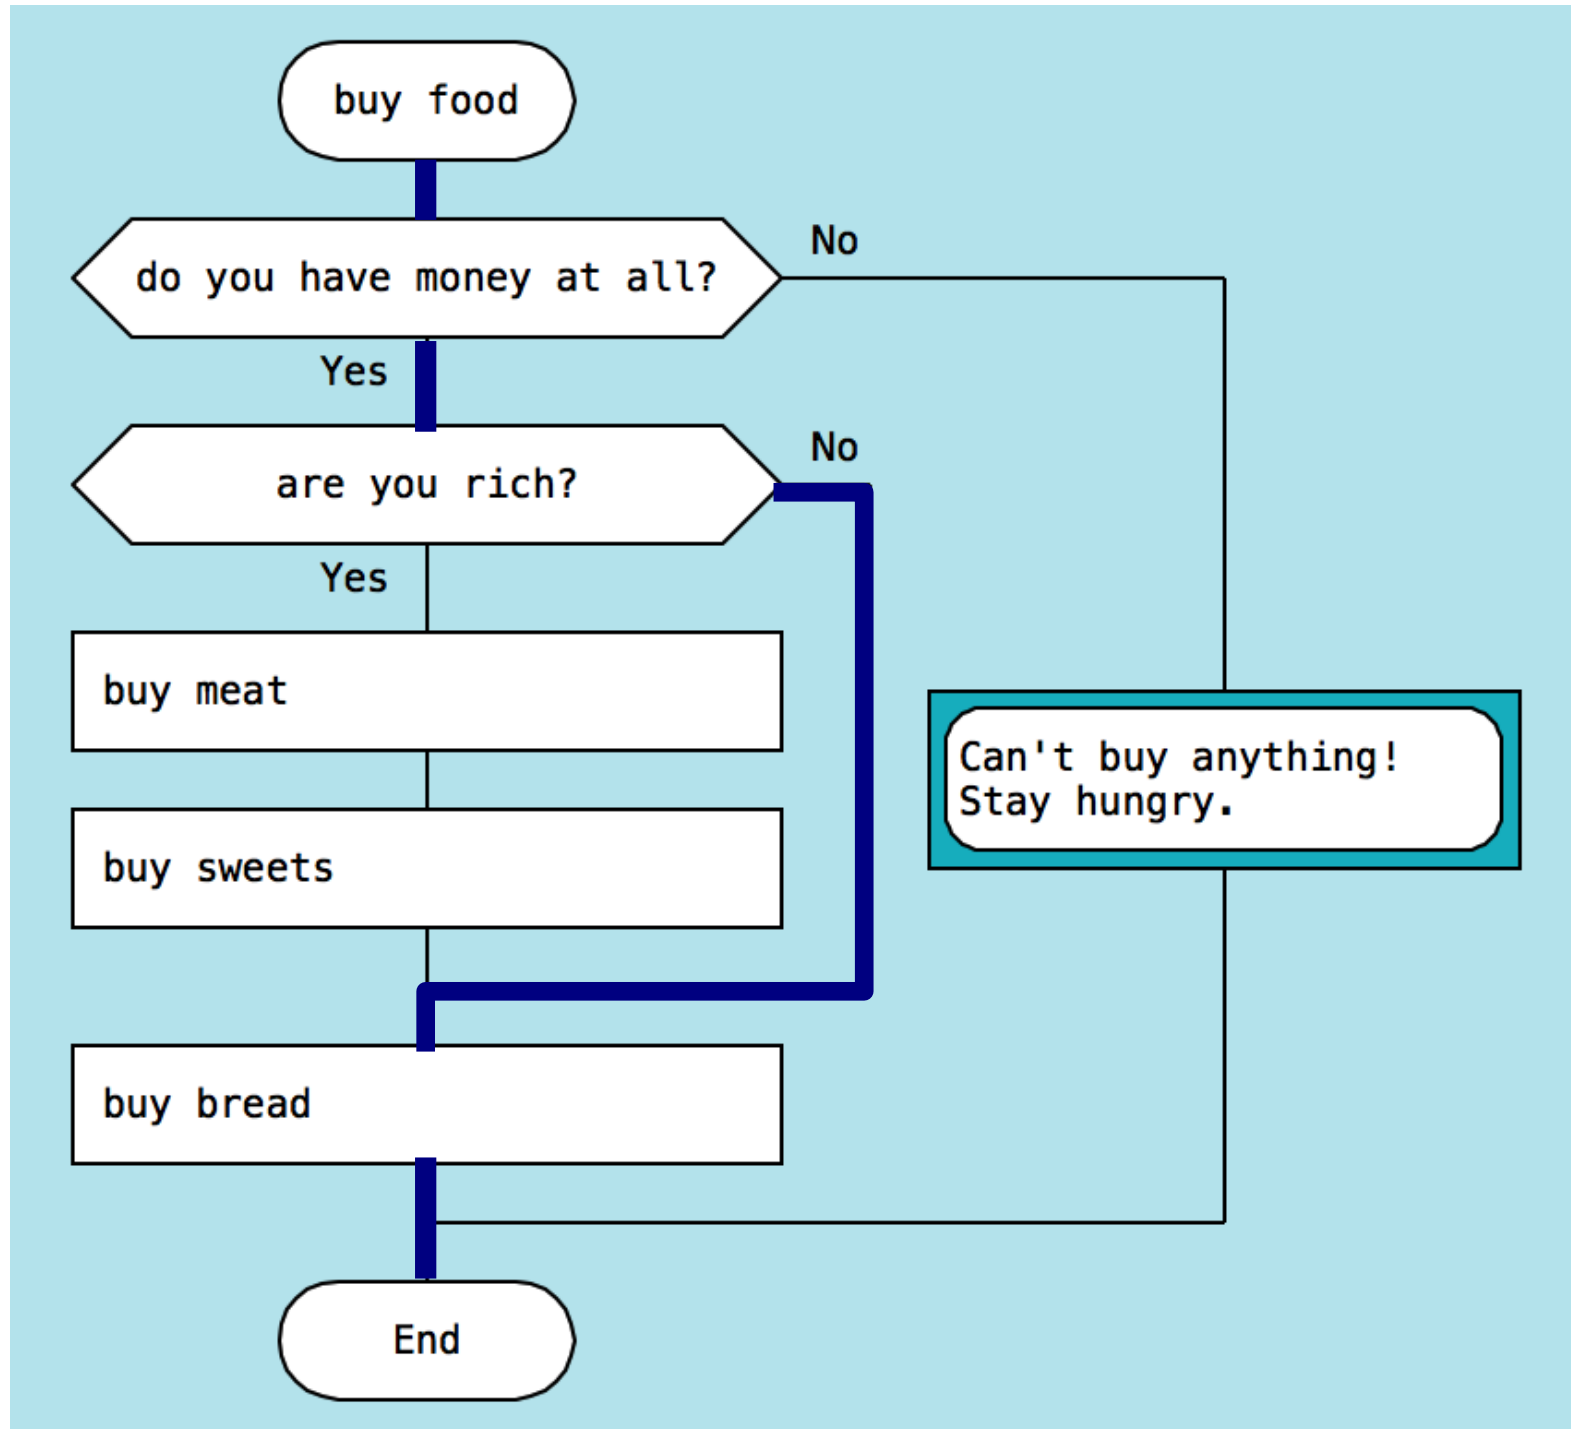 buy food
do you have money at all?
No
Yes
are you rich?
No
Yes
buy meat
buy sweets
Can't buy anything!
Stay hungry.
buy bread
End